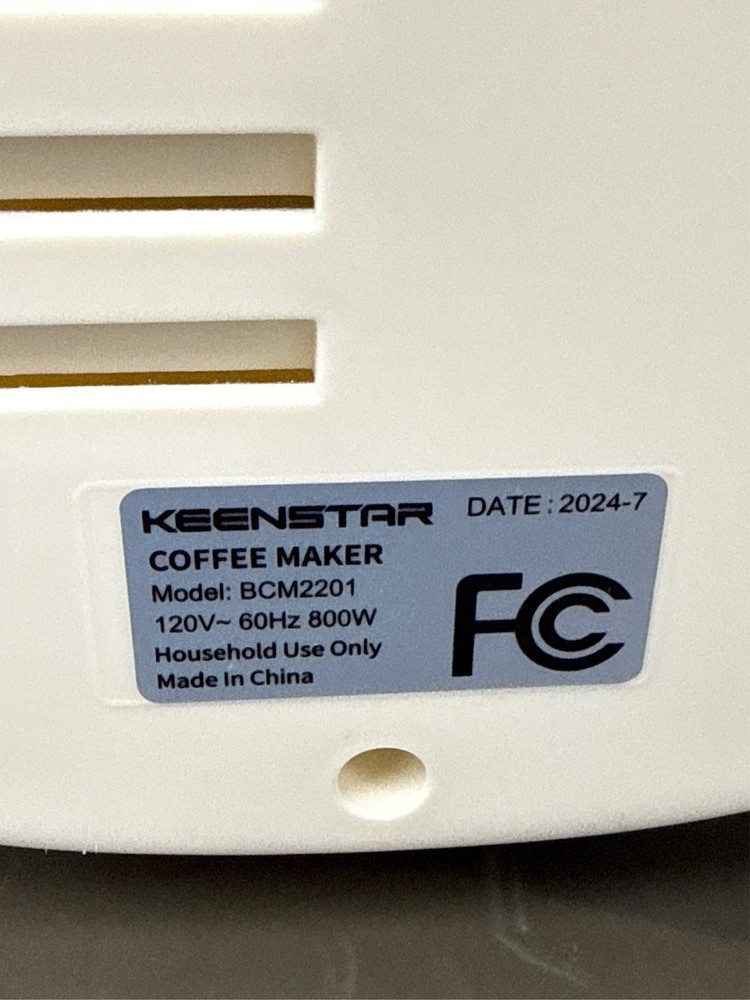 KEENSTAR
DATE : 2024-7
COFFEE MAKER
Model: BCM2201
120V~ 60Hz 800W
Household Use Only
Made In China
FC